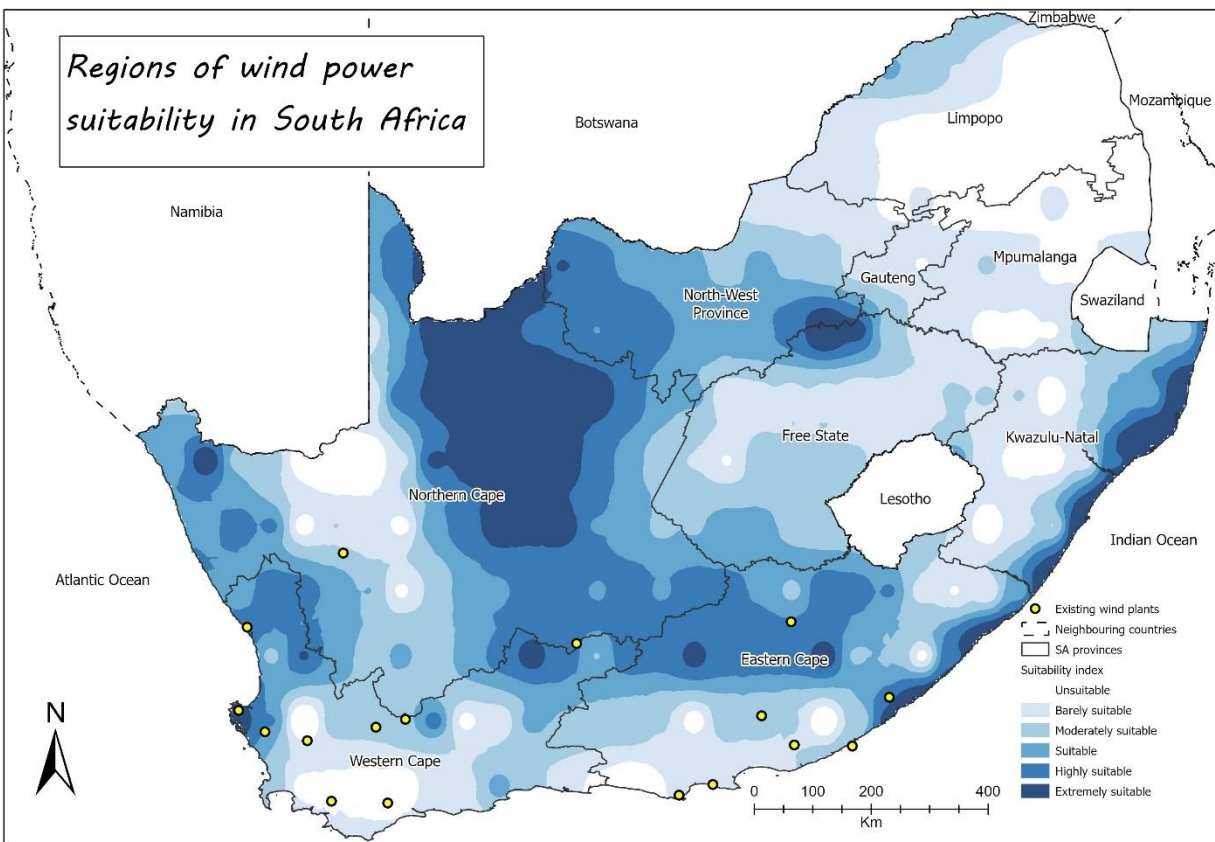 Regions of wind power
suitability in South Africa
Zimbabwe
Mozambique
Botswana
Limpopo
Namibia
Mpumalanga
Gauteng
Swaziland
North-West
Province
Free State
Kwazulu-Natal
Northern Cape
Lesotho
Indian Ocean
Atlantic Ocean
Eastern Cape
Western Cape
N
Existing wind plants
Neighbouring countries
SA provinces
Suitability index
Unsuitable
Barely suitable
Moderately suitable
Suitable
Highly suitable
Extremely suitable
0 100 200 400
Km